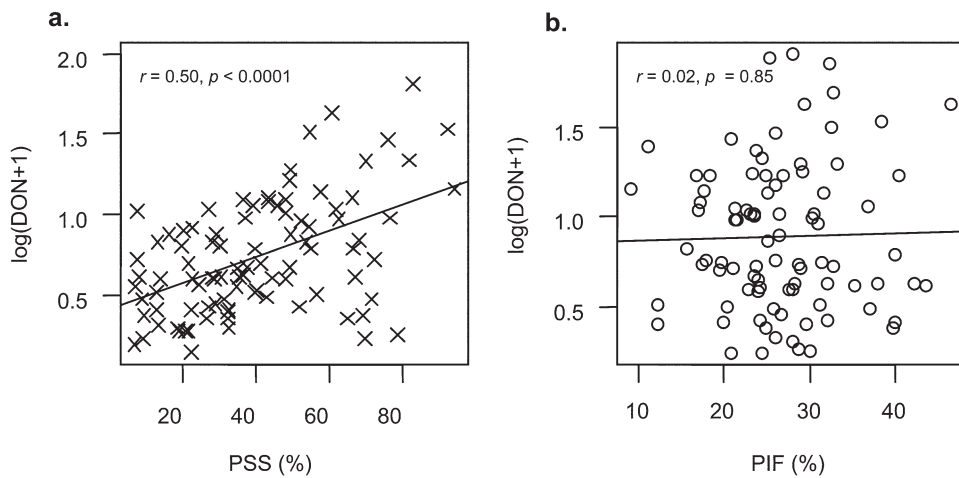 a.
r = 0.50, p < 0.0001
2.0
1.5
1.0
0.5
log(DON+1)
20 40 60 80
PSS (%)
b.
r = 0.02, p = 0.85
1.5
1.0
0.5
log(DON+1)
10 20 30 40
PIF (%)